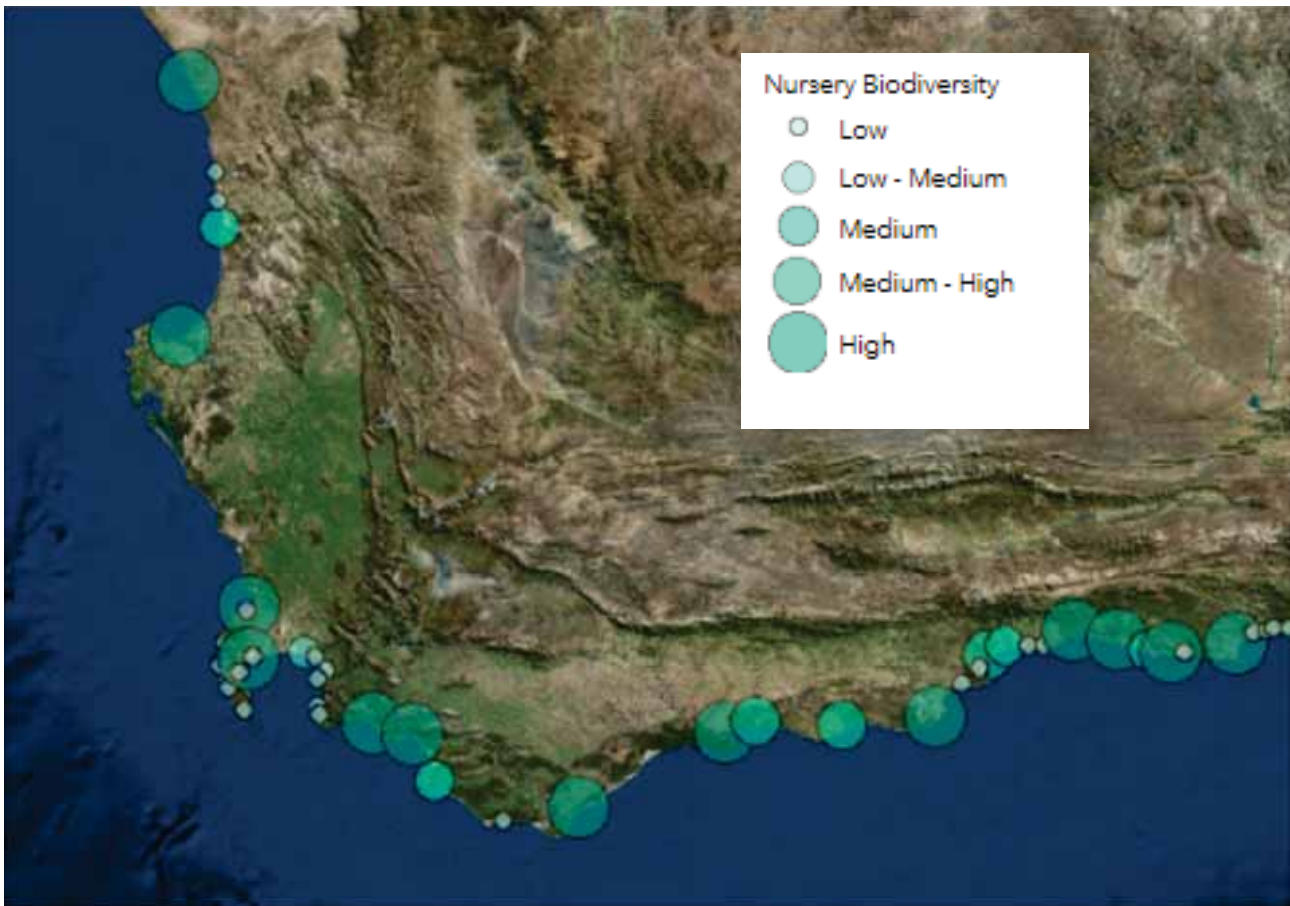 Nursery Biodiversity
Low
Low - Medium
Medium
Medium - High
High